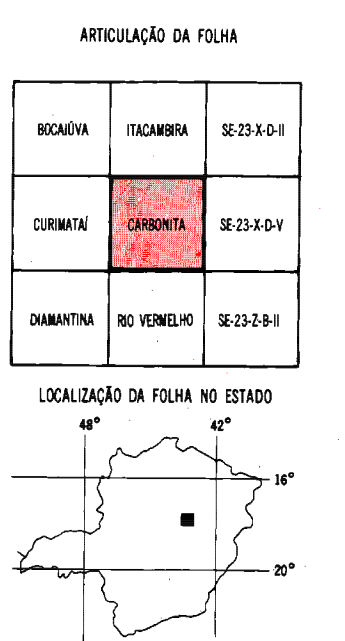 ARTICULAÇÃO DA FOLHA
BOCAIÚVA ITACAMBIRA SE-23-X-D-II
CURIMATAÍ CARBONITA SE-23-X-D-V
DIAMANTINA RIO VERMELHO SE-23-Z-B-II
LOCALIZAÇÃO DA FOLHA NO ESTADO
48° 42°
16°
20°